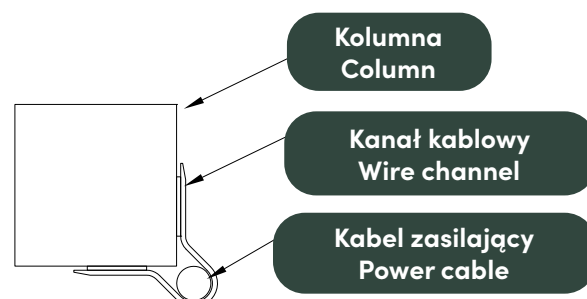 Kolumna
Column
Kanał kablowy
Wire channel
Kabel zasilający
Power cable